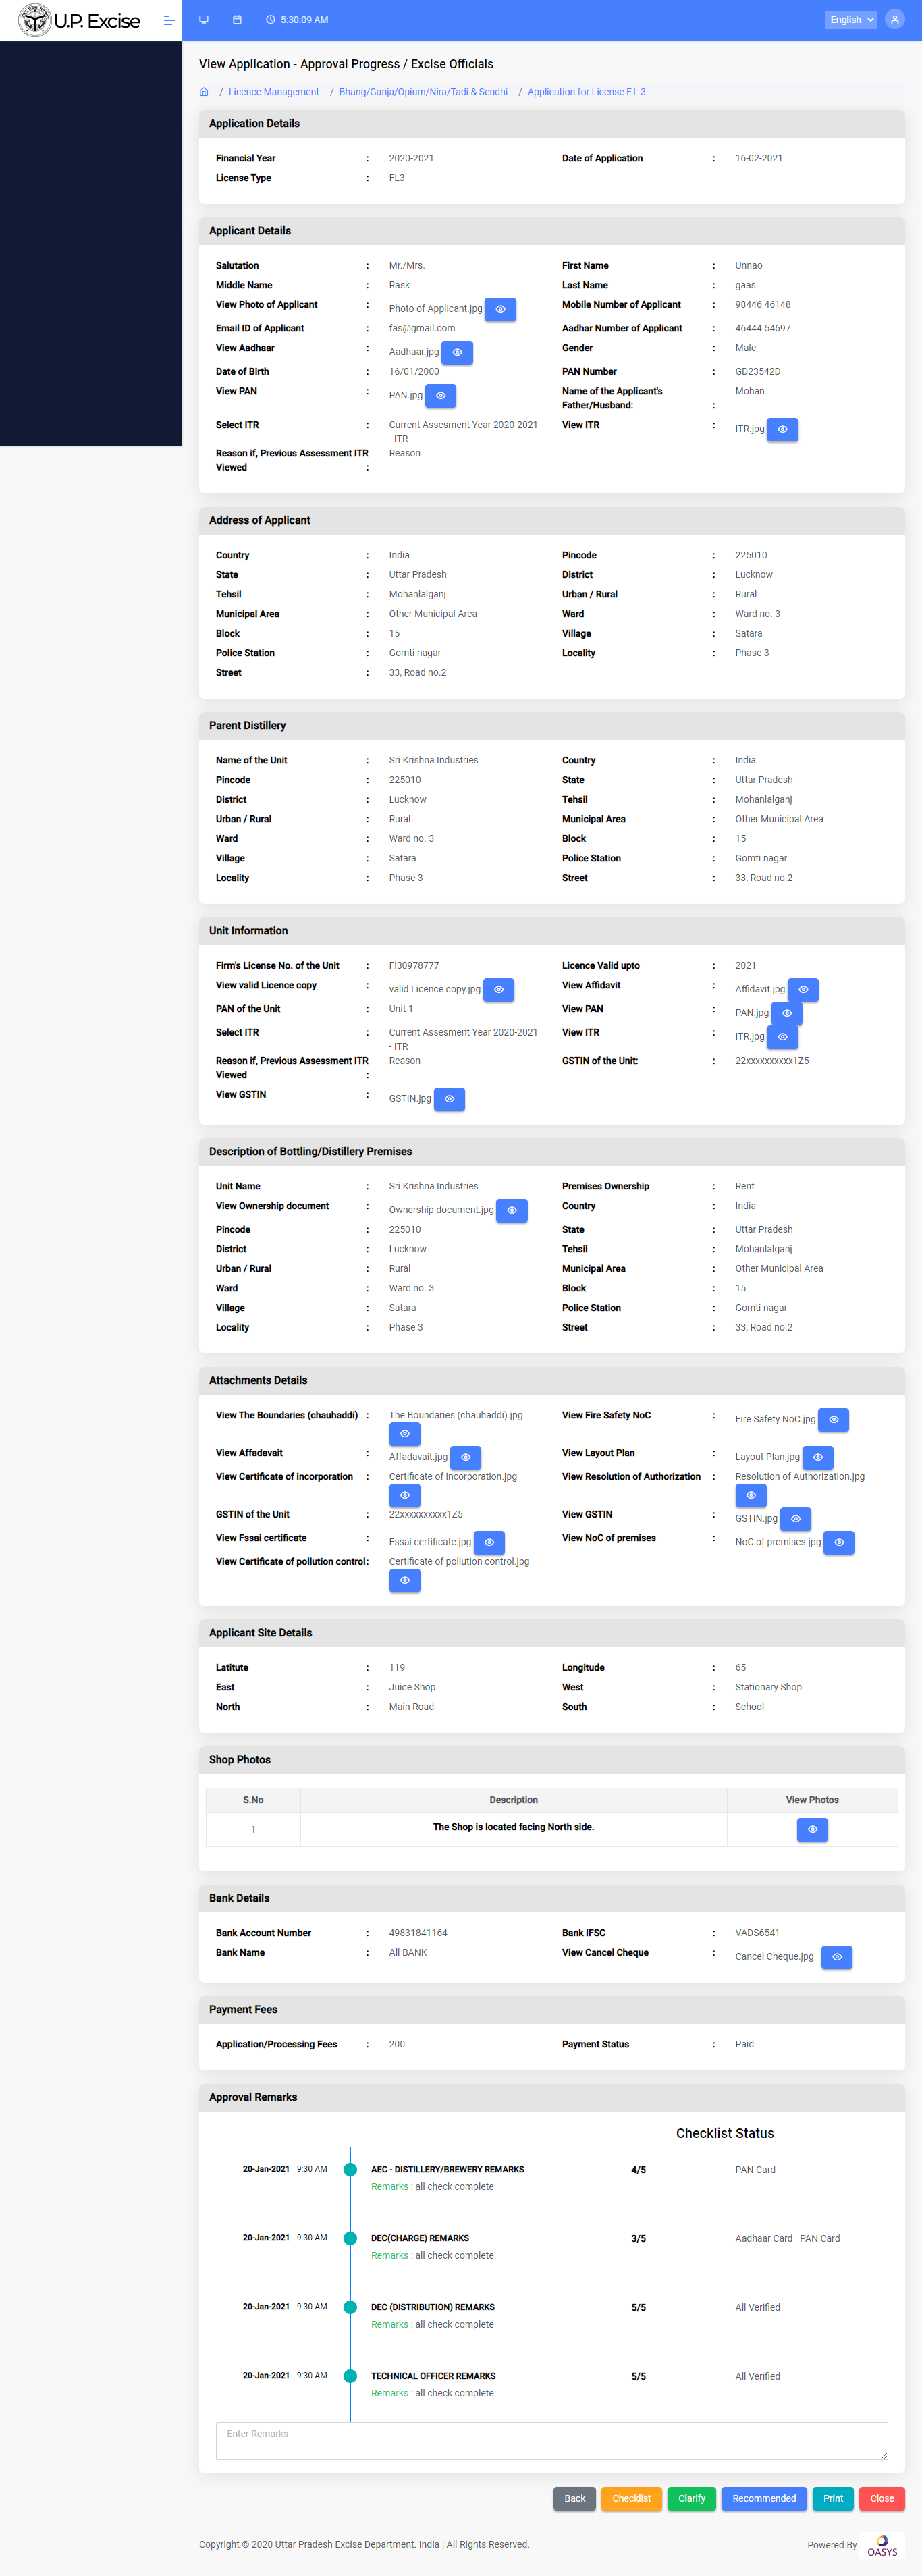 U.P. Excise
5:30:09 AM
English
View Application - Approval Progress / Excise Officials
/ Licence Management / Bhang/Ganja/Opium/Nira/Tadi & Sendhi / Application for License F.L 3
Application Details
Financial Year : 2020-2021 Date of Application : 16-02-2021
License Type : FL3
Applicant Details
Salutation : Mr./Mrs. First Name : Unnao
Middle Name : Rask Last Name : gaas
View Photo of Applicant : Photo of Applicant.jpg Mobile Number of Applicant : 98446 46148
Email ID of Applicant : fas@gmail.com Aadhar Number of Applicant : 46444 54697
View Aadhaar : Aadhaar.jpg Gender : Male
Date of Birth : 16/01/2000 PAN Number : GD23542D
View PAN : PAN.jpg Name of the Applicant's Mohan
Father/Husband: :
Select ITR : Current Assesment Year 2020-2021 View ITR : ITR.jpg
- ITR
Reason if, Previous Assessment ITR Reason
Viewed :
Address of Applicant
Country : India Pincode : 225010
State : Uttar Pradesh District : Lucknow
Tehsil : Mohanlalganj Urban / Rural : Rural
Municipal Area : Other Municipal Area Ward : Ward no. 3
Block : 15 Village : Satara
Police Station : Gomti nagar Locality : Phase 3
Street : 33, Road no.2
Parent Distillery
Name of the Unit : Sri Krishna Industries Country : India
Pincode : 225010 State : Uttar Pradesh
District : Lucknow Tehsil : Mohanlalganj
Urban / Rural : Rural Municipal Area : Other Municipal Area
Ward : Ward no. 3 Block : 15
Village : Satara Police Station : Gomti nagar
Locality : Phase 3 Street : 33, Road no.2
Unit Information
Firm's License No. of the Unit : Fl30978777 Licence Valid upto : 2021
View valid Licence copy : valid Licence copy.jpg View Affidavit : Affidavit.jpg
PAN of the Unit : Unit 1 View PAN : PAN.jpg
Select ITR : Current Assesment Year 2020-2021 View ITR : ITR.jpg
- ITR
Reason if, Previous Assessment ITR Reason GSTIN of the Unit: : 22xxxxxxxxxx1Z5
Viewed :
View GSTIN : GSTIN.jpg
Description of Bottling/Distillery Premises
Unit Name : Sri Krishna Industries Premises Ownership : Rent
View Ownership document : Ownership document.jpg Country : India
Pincode : 225010 State : Uttar Pradesh
District : Lucknow Tehsil : Mohanlalganj
Urban / Rural : Rural Municipal Area : Other Municipal Area
Ward : Ward no. 3 Block : 15
Village : Satara Police Station : Gomti nagar
Locality : Phase 3 Street : 33, Road no.2
Attachments Details
View The Boundaries (chauhaddi) : The Boundaries (chauhaddi).jpg View Fire Safety NoC : Fire Safety NoC.jpg
View Affadavait : Affadavait.jpg View Layout Plan : Layout Plan.jpg
View Certificate of incorporation : Certificate of incorporation.jpg View Resolution of Authorization : Resolution of Authorization.jpg
GSTIN of the Unit : 22xxxxxxxxxx1Z5 View GSTIN : GSTIN.jpg
View Fssai certificate : Fssai certificate.jpg View NoC of premises : NoC of premises.jpg
View Certificate of pollution control: Certificate of pollution control.jpg
Applicant Site Details
Latitute : 119 Longitude : 65
East : Juice Shop West : Stationary Shop
North : Main Road South : School
Shop Photos
S.No Description View Photos
1 The Shop is located facing North side.
Bank Details
Bank Account Number : 49831841164 Bank IFSC : VADS6541
Bank Name : All BANK View Cancel Cheque : Cancel Cheque.jpg
Payment Fees
Application/Processing Fees : 200 Payment Status : Paid
Approval Remarks
Checklist Status
20-Jan-2021 9:30 AM AEC - DISTILLERY/BREWERY REMARKS 4/5 PAN Card
Remarks : all check complete
20-Jan-2021 9:30 AM DEC(CHARGE) REMARKS 3/5 Aadhaar Card PAN Card
Remarks : all check complete
20-Jan-2021 9:30 AM DEC (DISTRIBUTION) REMARKS 5/5 All Verified
Remarks : all check complete
20-Jan-2021 9:30 AM TECHNICAL OFFICER REMARKS 5/5 All Verified
Remarks : all check complete
Enter Remarks
Back Checklist Clarify Recommended Print Close
Copyright © 2020 Uttar Pradesh Excise Department. India | All Rights Reserved. Powered By OASYS